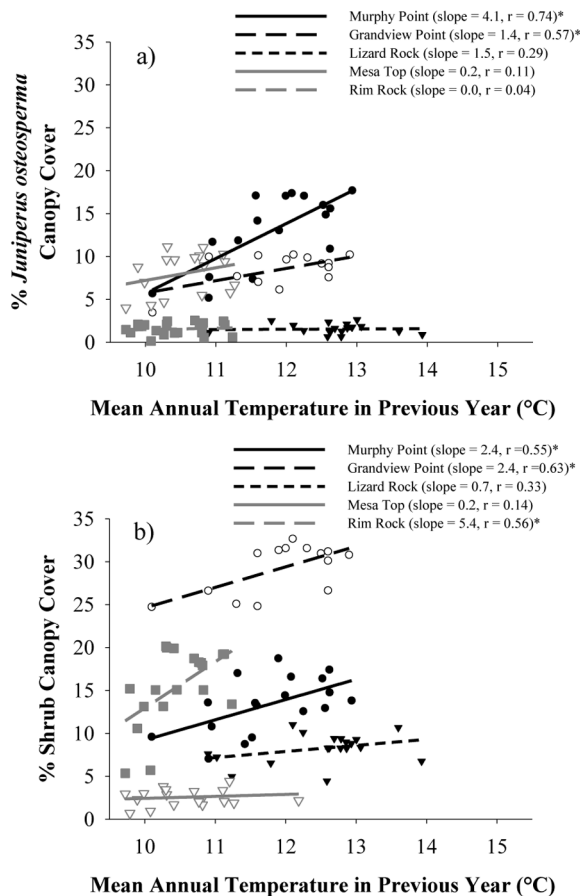 Murphy Point (slope = 4.1, r = 0.74)*
Grandview Point (slope = 1.4, r = 0.57)*
Lizard Rock (slope = 1.5, r = 0.29)
Mesa Top (slope = 0.2, r = 0.11)
Rim Rock (slope = 0.0, r = 0.04)
a)
% Juniperus osteosperma
Canopy Cover
35
30
25
20
15
10
5
0
10 11 12 13 14 15
Mean Annual Temperature in Previous Year (°C)
Murphy Point (slope = 2.4, r =0.55)*
Grandview Point (slope = 2.4, r =0.63)*
Lizard Rock (slope = 0.7, r = 0.33)
Mesa Top (slope = 0.2, r = 0.14)
Rim Rock (slope = 5.4, r = 0.56)*
b)
% Shrub Canopy Cover
35
30
25
20
15
10
5
0
10 11 12 13 14 15
Mean Annual Temperature in Previous Year (°C)